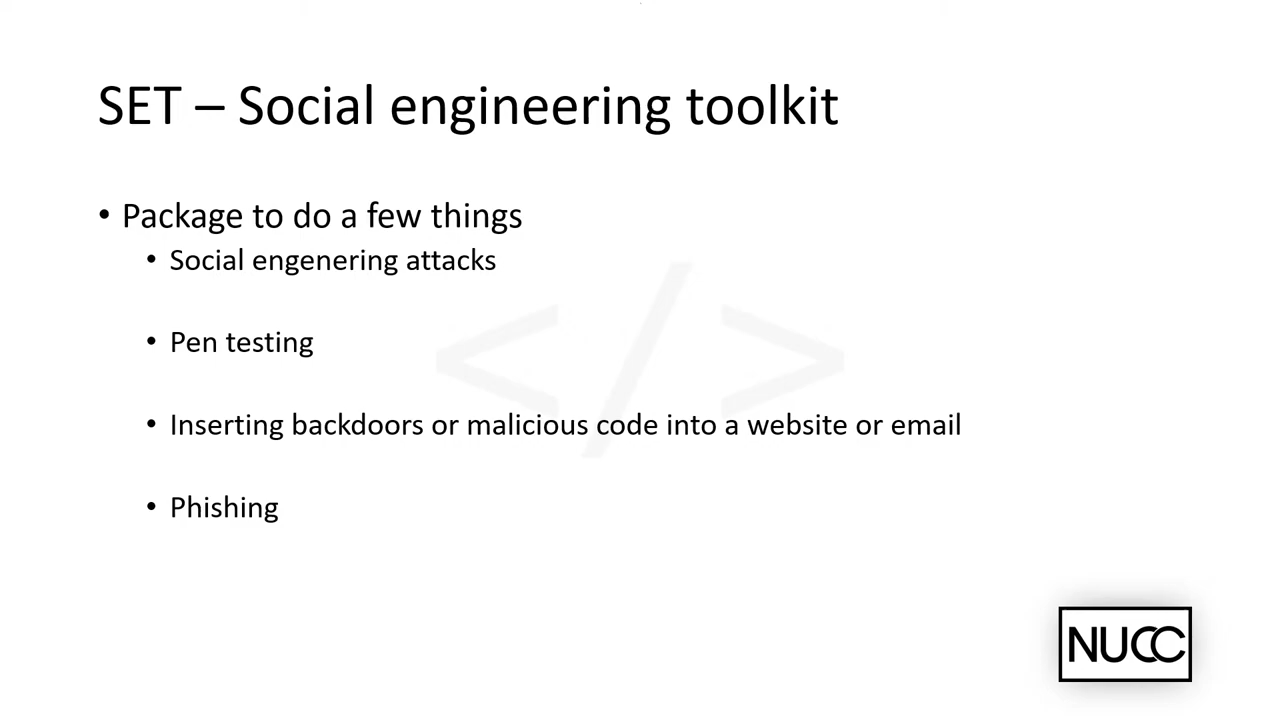 SET – Social engineering toolkit
• Package to do a few things
• Social engenering attacks
• Pen testing
• Inserting backdoors or malicious code into a website or email
• Phishing
</>
NUCC